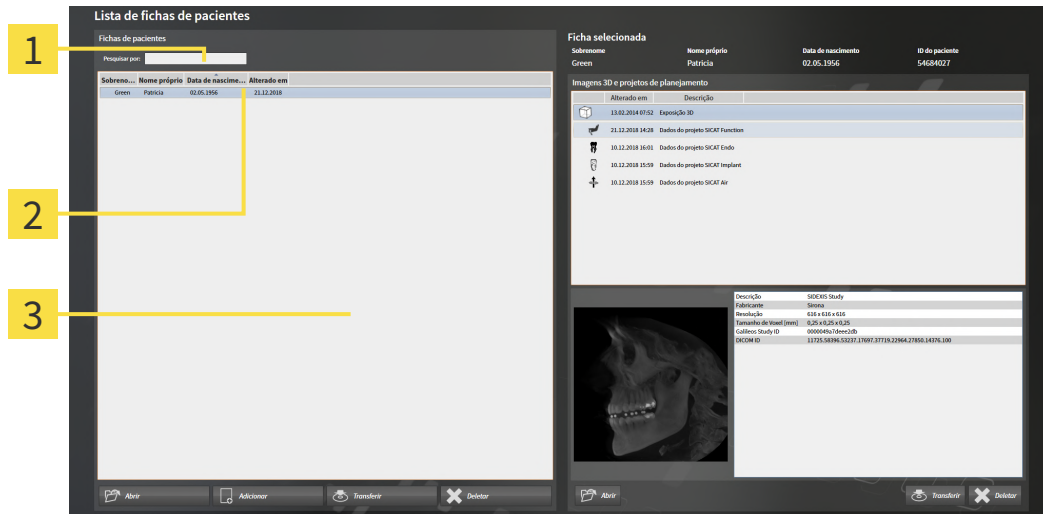 Lista de fichas de pacientes
1
2
3
Fichas de pacientes
Pesquisar por:
Sobreno... Nome próprio Data de nascime... Alterado em
Green Patricia 02.05.1956 21.12.2018
Abrir Adicionar Transferir Deletar
Ficha selecionada
Sobrenome Nome próprio Data de nascimento ID do paciente
Green Patricia 02.05.1956 54684027
Imagens 3D e projetos de planejamento
Alterado em Descrição
13.02.2014 07:52 Exposição 3D
21.12.2018 14:28 Dados do projeto SICAT Function
10.12.2018 16:01 Dados do projeto SICAT Endo
10.12.2018 15:59 Dados do projeto SICAT Implant
10.12.2018 15:59 Dados do projeto SICAT Air
Descrição SIDEXIS Study
Fabricante Sirona
Resolução 616 x 616 x 616
Tamanho de Voxel [mm] 0,25 x 0,25 x 0,25
Galileos Study ID 0000049a7deee2db
DICOM ID 11725.58396.53237.17697.37719.22964.27850.14376.100
Abrir Transferir Deletar